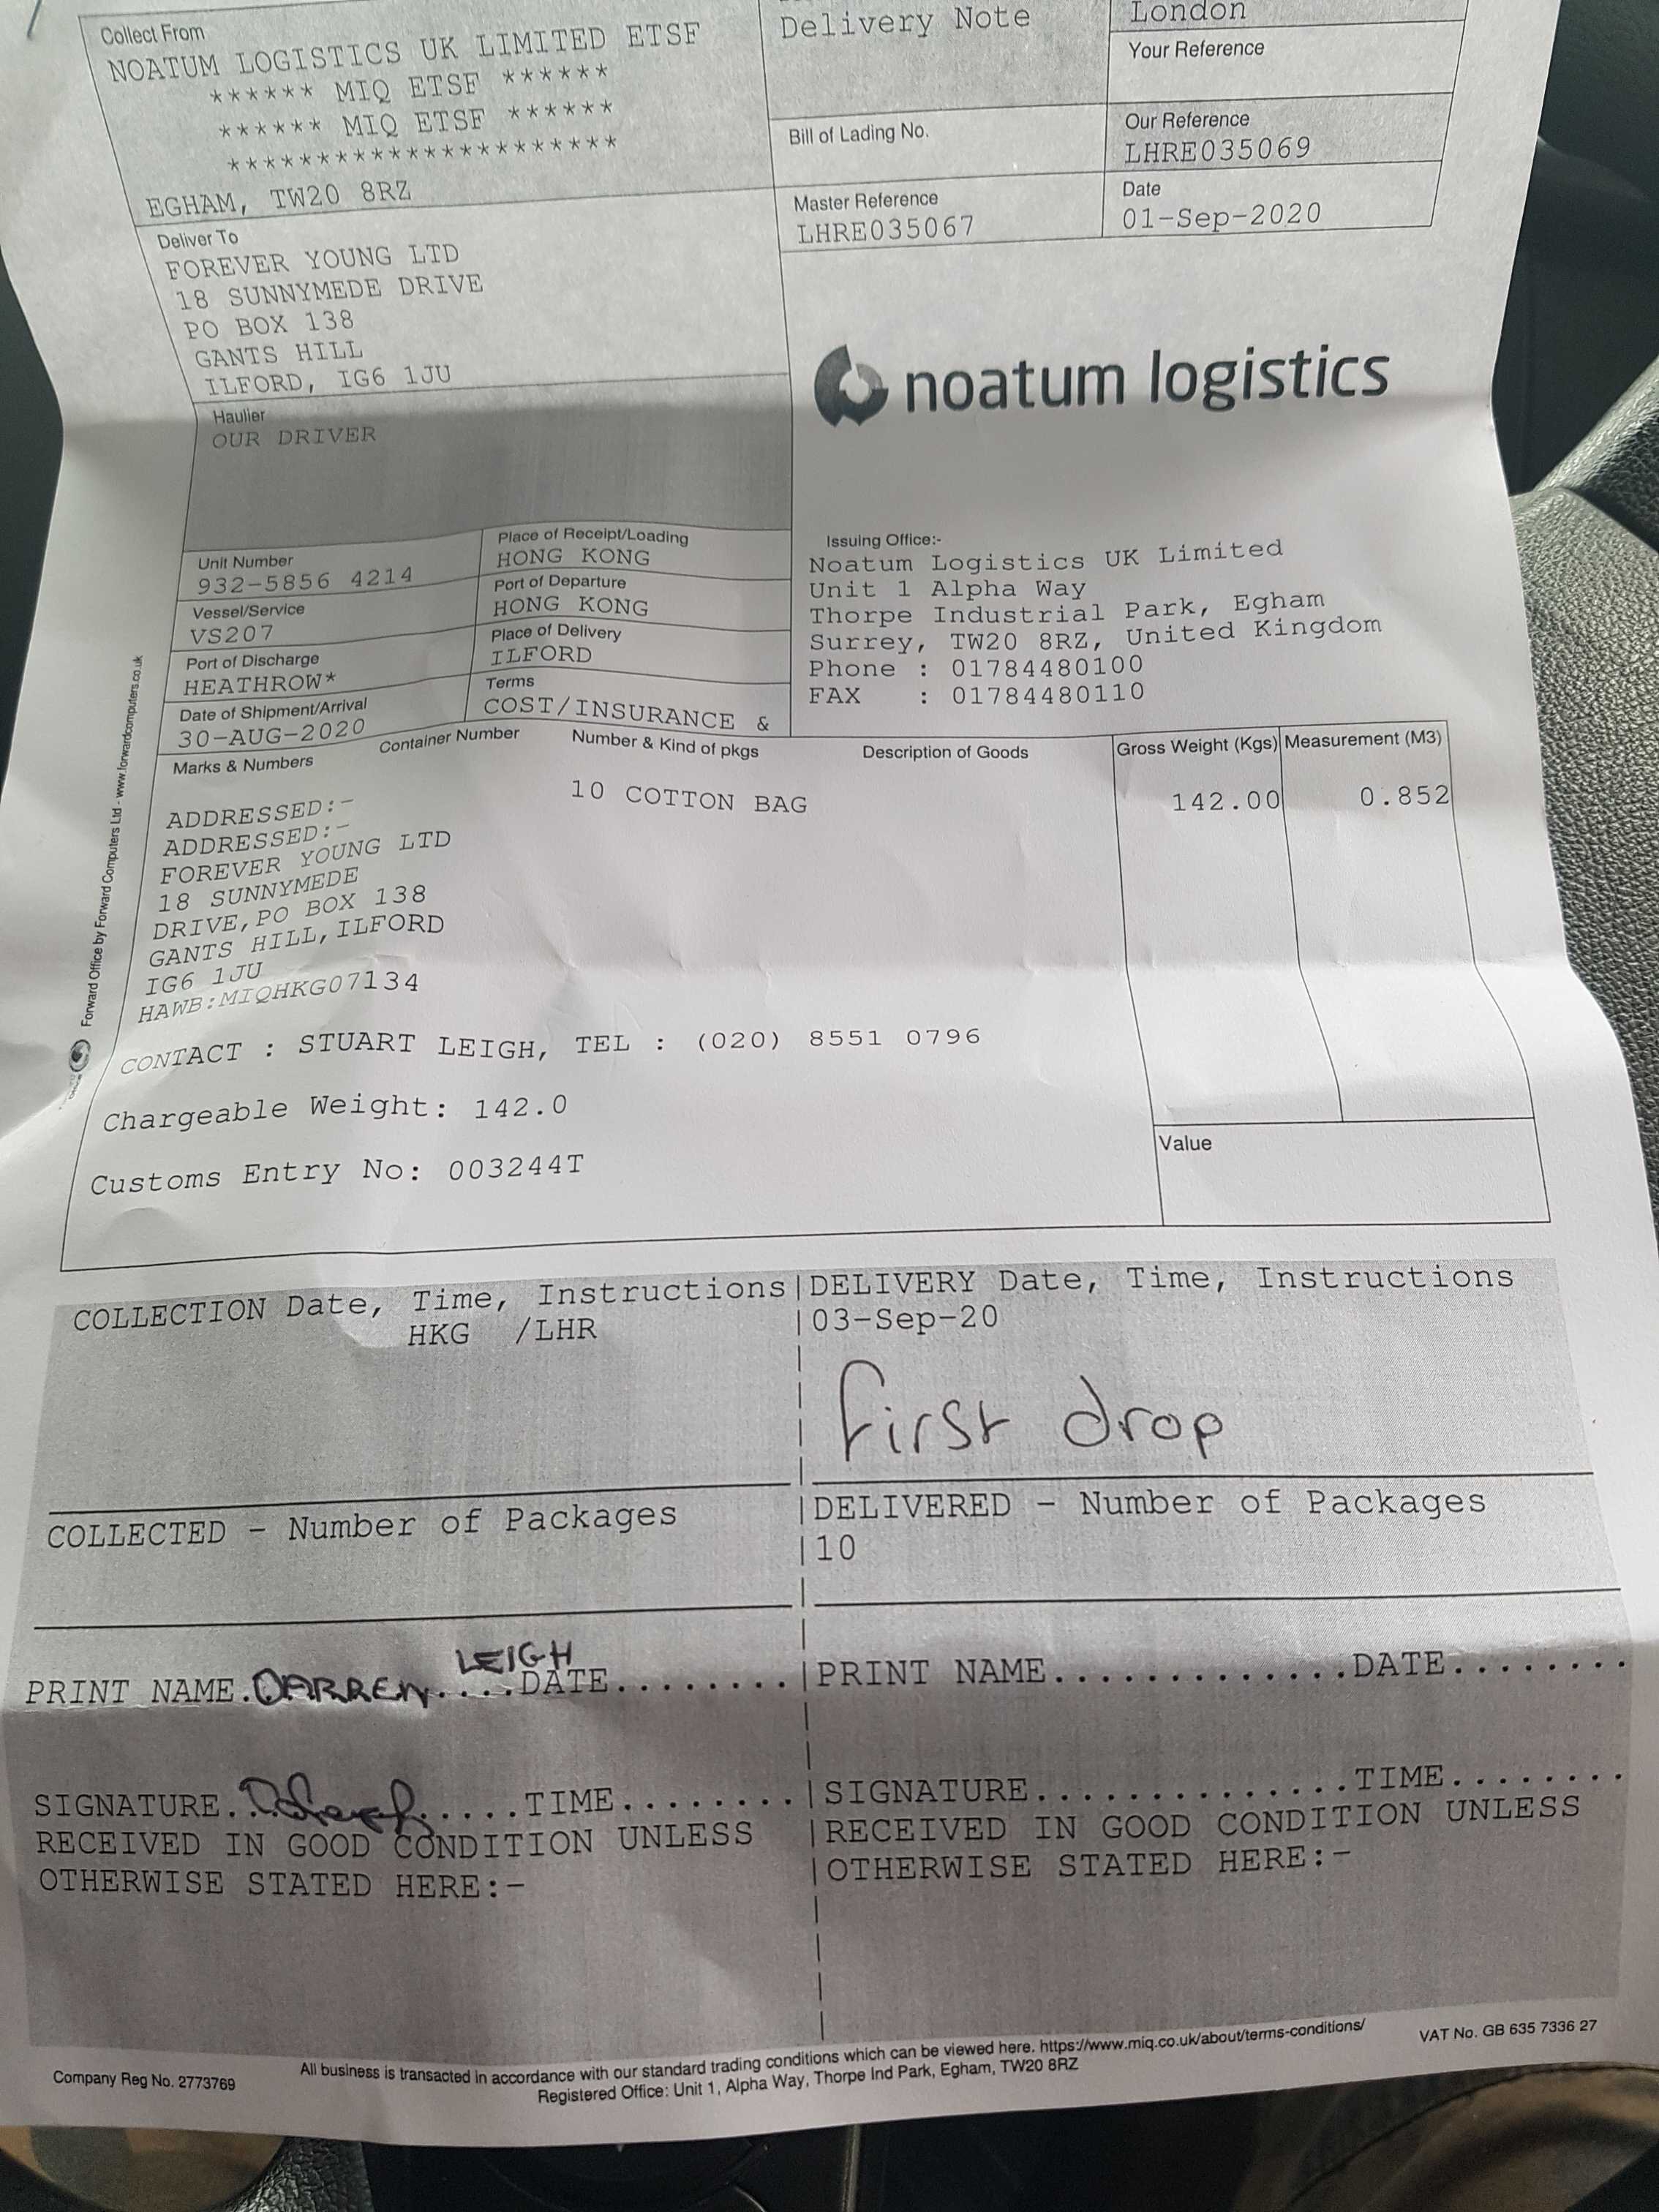 Collect From
NOATUM LOGISTICS UK LIMITED ETSF
****** MIQ ETSF ******
****** MIQ ETSF ******
**********************
EGHAM, TW20 8RZ
Delivery Note
London
Your Reference
Bill of Lading No.
Our Reference
LHRE035069
Master Reference
LHRE035067
Date
01-Sep-2020
Deliver To
FOREVER YOUNG LTD
18 SUNNYMEDE DRIVE
PO BOX 138
GANTS HILL
ILFORD, IG6 1JU
noatum logistics
Haulier
OUR DRIVER
Unit Number
932-5856 4214
Place of Receipt/Loading
HONG KONG
Vessel/Service
VS207
Port of Departure
HONG KONG
Port of Discharge
HEATHROW*
Place of Delivery
ILFORD
Date of Shipment/Arrival
30-AUG-2020
Terms
COST/INSURANCE &
Issuing Office:-
Noatum Logistics UK Limited
Unit 1 Alpha Way
Thorpe Industrial Park, Egham
Surrey, TW20 8RZ, United Kingdom
Phone : 01784480100
FAX : 01784480110
Marks & Numbers Container Number Number & Kind of pkgs Description of Goods Gross Weight (Kgs) Measurement (M3)
10 COTTON BAG 142.00 0.852
ADDRESSED:-
ADDRESSED:-
FOREVER YOUNG LTD
18 SUNNYMEDE
DRIVE,PO BOX 138
GANTS HILL,ILFORD
IG6 1JU
HAWB:MIQHKG07134
CONTACT : STUART LEIGH, TEL : (020) 8551 0796
Chargeable Weight: 142.0
Customs Entry No: 003244T
Value
Forward Office by Forward Computers Ltd - www.forwardcomputers.co.uk
COLLECTION Date, Time, Instructions
HKG /LHR
DELIVERY Date, Time, Instructions
03-Sep-20
first drop
COLLECTED - Number of Packages
DELIVERED - Number of Packages
10
LEIGH
PRINT NAME.DARREN....DATE........
PRINT NAME.............DATE........
SIGNATURE. .....TIME........
SIGNATURE..............TIME........
RECEIVED IN GOOD CONDITION UNLESS
OTHERWISE STATED HERE:-
RECEIVED IN GOOD CONDITION UNLESS
OTHERWISE STATED HERE:-
Company Reg No. 2773769
All business is transacted in accordance with our standard trading conditions which can be viewed here. https://www.miq.co.uk/about/terms-conditions/
Registered Office: Unit 1, Alpha Way, Thorpe Ind Park, Egham, TW20 8RZ
VAT No. GB 635 7336 27